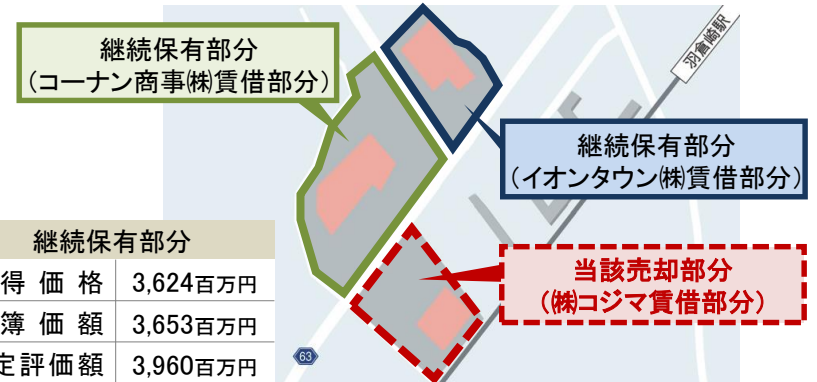 継続保有部分
(コーナン商事㈱賃借部分)
羽倉崎駅
継続保有部分
(イオンタウン㈱賃借部分)
当該売却部分
(㈱コジマ賃借部分)
63
継続保有部分
得価格 3,624百万円
簿価額 3,653百万円
定評価額 3,960百万円